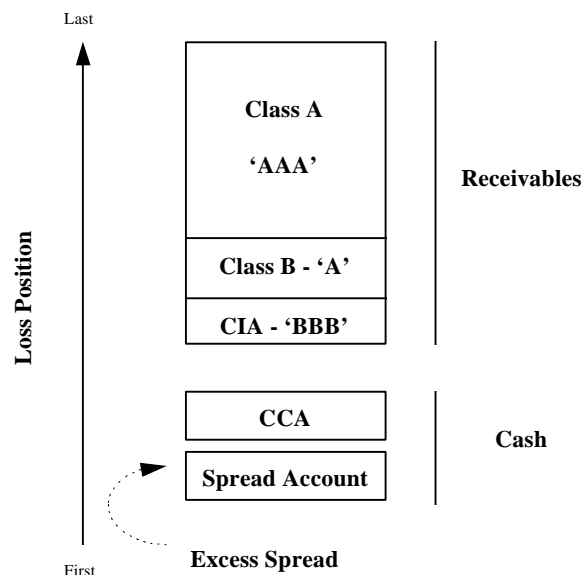 Last
Class A
‘AAA’
Receivables
Class B - ‘A’
Loss Position
CIA - ‘BBB’
CCA
Cash
Spread Account
Excess Spread
First